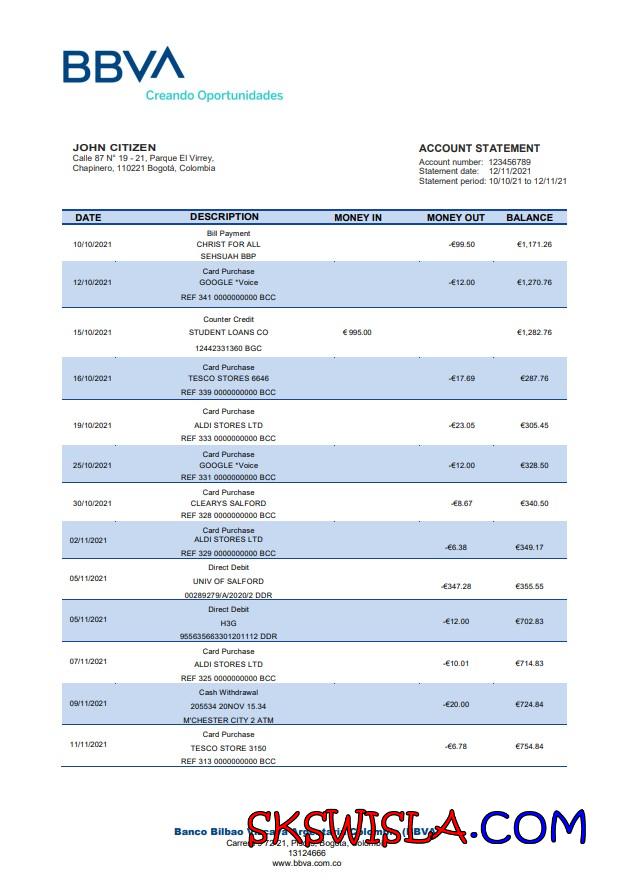 BBVA
Creando Oportunidades
JOHN CITIZEN
Calle 87 N° 19 - 21, Parque El Virrey,
Chapinero, 110221 Bogotá, Colombia
ACCOUNT STATEMENT
Account number: 123456789
Statement date: 12/11/2021
Statement period: 10/10/21 to 12/11/21
DATE DESCRIPTION MONEY IN MONEY OUT BALANCE
Bill Payment
10/10/2021 CHRIST FOR ALL -€99.50 €1,171.26
SEHSUAH BBP
Card Purchase
12/10/2021 GOOGLE *Voice -€12.00 €1,270.76
REF 341 0000000000 BCC
Counter Credit
15/10/2021 STUDENT LOANS CO € 995.00 €1,282.76
12442331360 BGC
Card Purchase
16/10/2021 TESCO STORES 6646 -€17.69 €287.76
REF 339 0000000000 BCC
Card Purchase
19/10/2021 ALDI STORES LTD -€23.05 €305.45
REF 333 0000000000 BCC
Card Purchase
25/10/2021 GOOGLE *Voice -€12.00 €328.50
REF 331 0000000000 BCC
Card Purchase
30/10/2021 CLEARYS SALFORD -€8.67 €340.50
REF 328 0000000000 BCC
Card Purchase
02/11/2021 ALDI STORES LTD -€6.38 €349.17
REF 329 0000000000 BCC
Direct Debit
05/11/2021 UNIV OF SALFORD -€347.28 €355.55
00289279/A/2020/2 DDR
Direct Debit
05/11/2021 H3G -€12.00 €702.83
955635663301201112 DDR
Card Purchase
07/11/2021 ALDI STORES LTD -€10.01 €714.83
REF 325 0000000000 BCC
Cash Withdrawal
09/11/2021 205534 20NOV 15.34 -€20.00 €724.84
M'CHESTER CITY 2 ATM
Card Purchase
11/11/2021 TESCO STORE 3150 -€6.78 €754.84
REF 313 0000000000 BCC
SKSWISLA.COM
Banco Bilbao Vizcaya Argentaria Colombia (BBVA)
72-21, Bogotá, Colombia
13124666
www.bbva.com.co